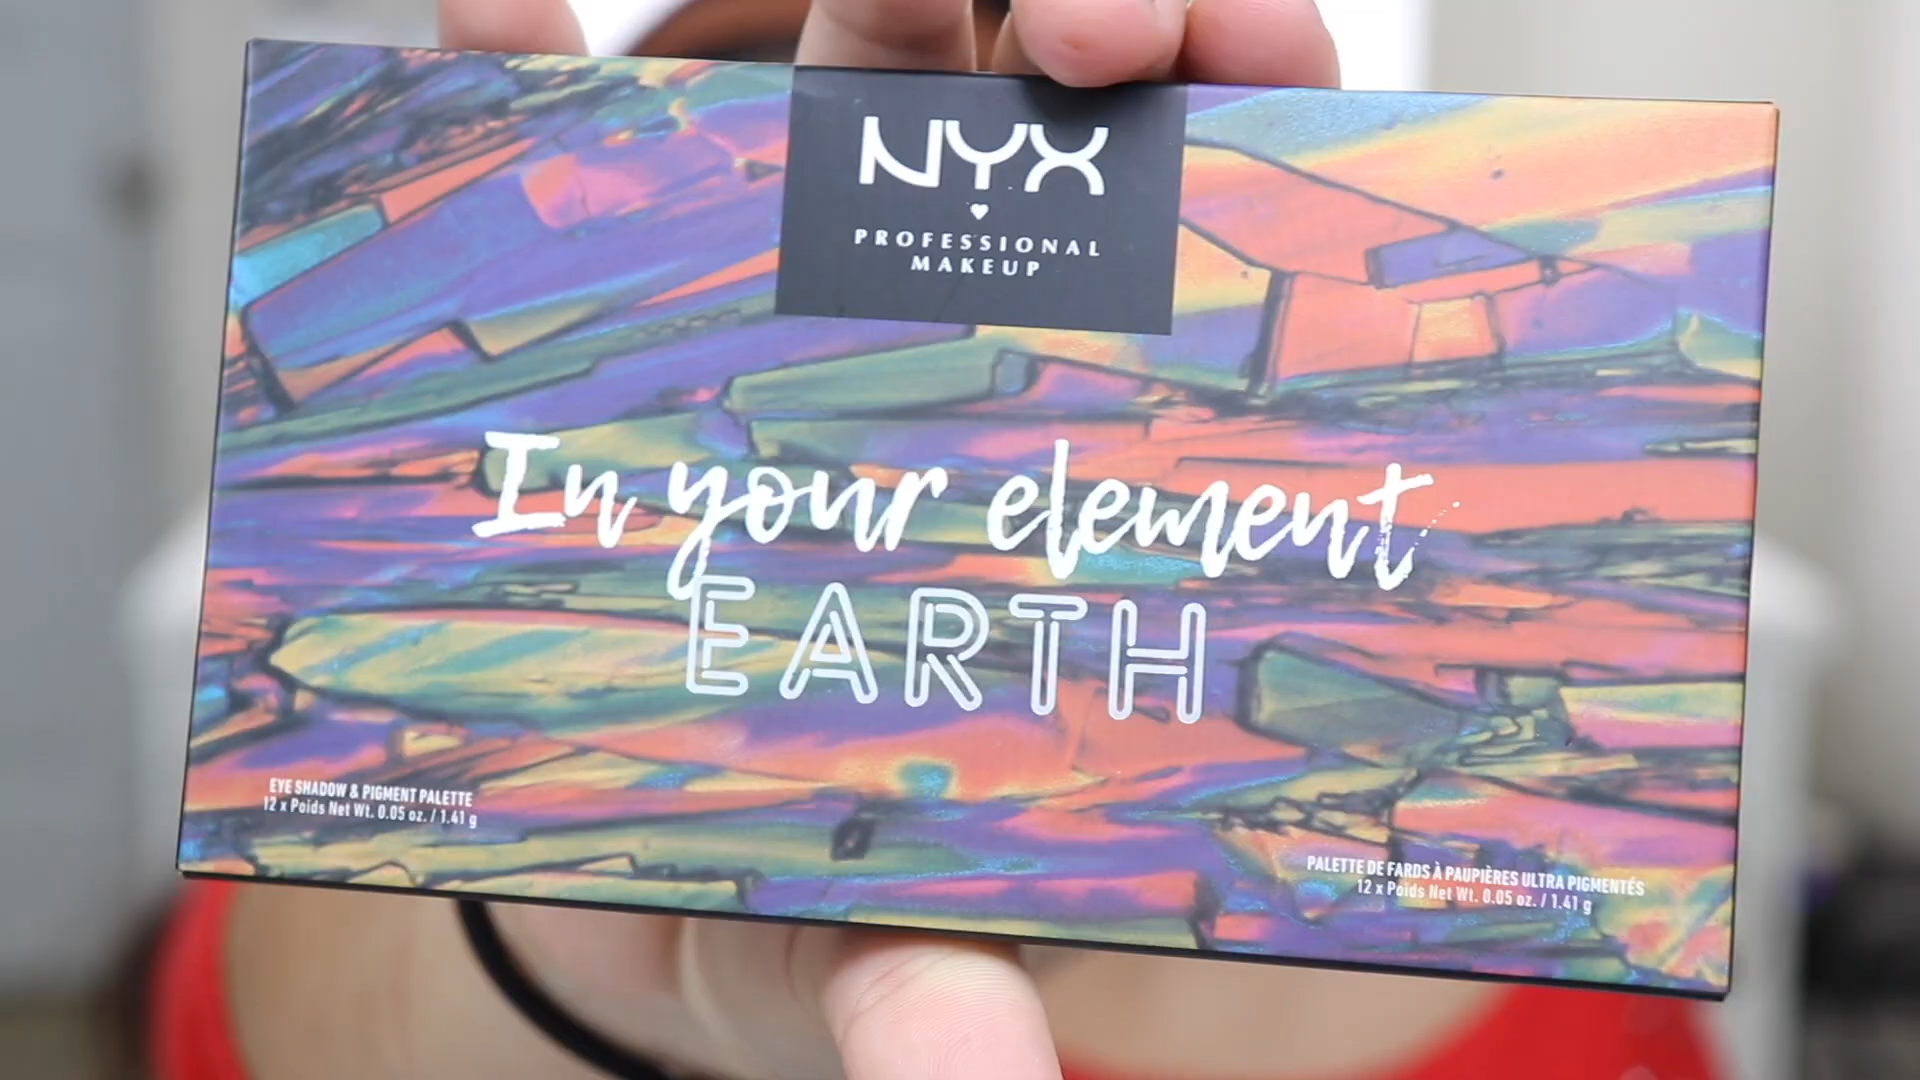 NYX
PROFESSIONAL
MAKEUP
In your element
EARTH
EYE SHADOW & PIGMENT PALETTE
12 x Poids Net Wt. 0.05 oz. / 1.41 g
PALETTE DE FARDS À PAUPIÈRES ULTRA PIGMENTÉS
12 x Poids Net Wt. 0.05 oz. / 1.41 g